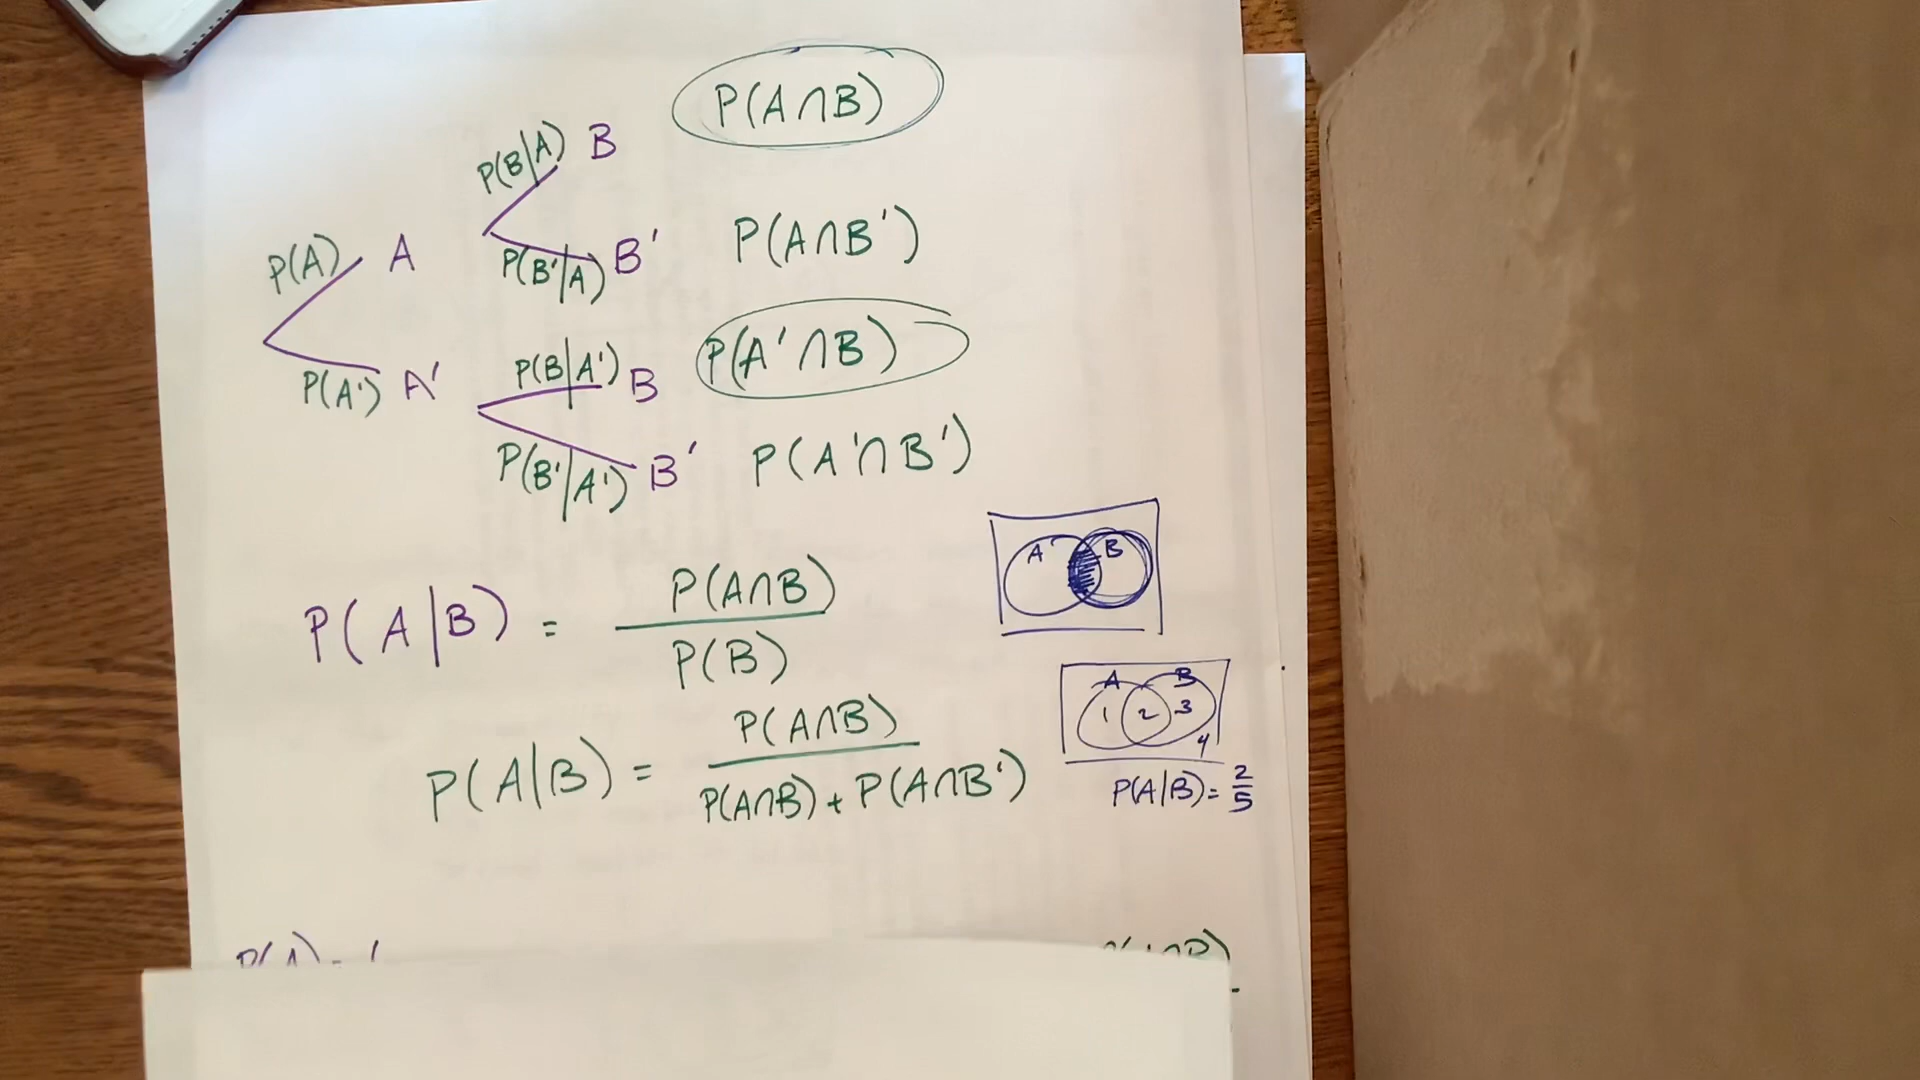 P(A∩B)
P(B|A) B
P(A∩B')
P(A) A
P(B'|A) B'
P(A'∩B)
P(B|A') B
P(A') A'
P(A'∩B')
P(B'|A') B'
A B
P(A|B) = P(A∩B) / P(B)
A B
1 2 3
4
P(A|B) = P(A∩B) / P(A∩B) + P(A∩B')
P(A|B) = 2/5